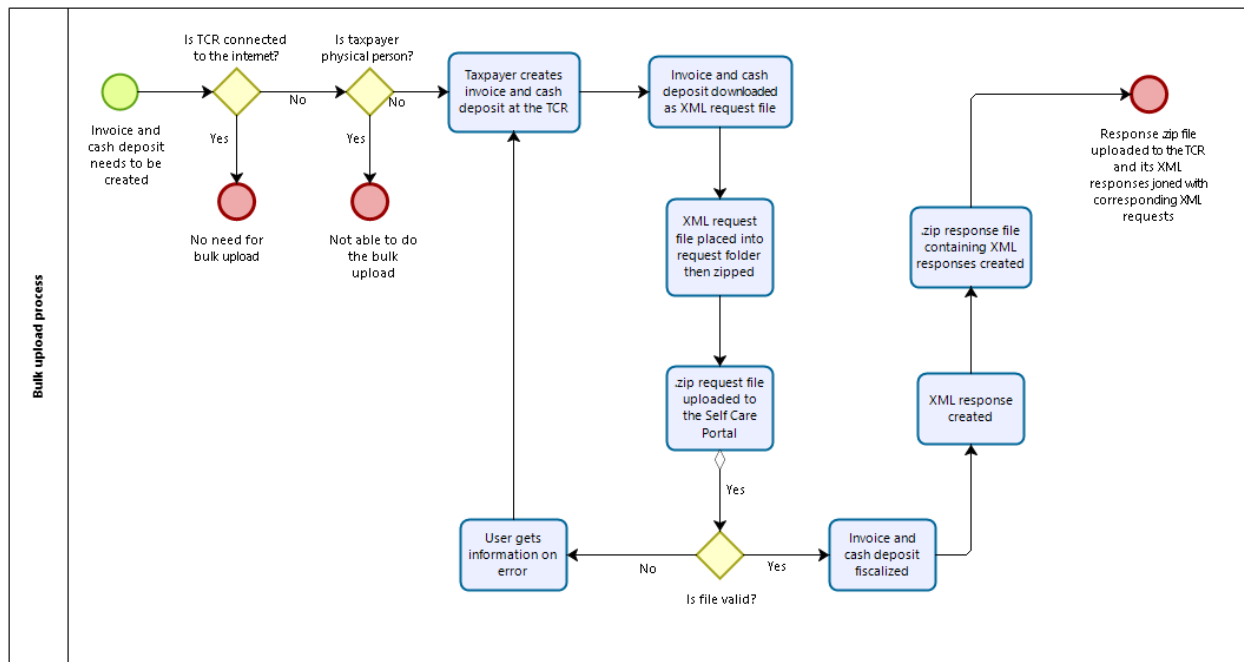 Bulk upload process
Is TCR connected
to the internet?
Is taxpayer
physical person?
Invoice and
cash deposit
needs to be
created
No
Yes
No need for
bulk upload
No
Yes
Not able to do
the bulk
upload
Taxpayer creates
invoice and cash
deposit at the TCR
Invoice and cash
deposit downloaded
as XML request file
XML request
file placed into
request folder
then zipped
.zip request file
uploaded to
the Self Care
Portal
Yes
Is file valid?
No
User gets
information on
error
Yes
Invoice and
cash deposit
fiscalized
XML response
created
.zip response file
containing XML
responses created
Response .zip file
uploaded to the TCR
and its XML
responses joned with
corresponding XML
requests